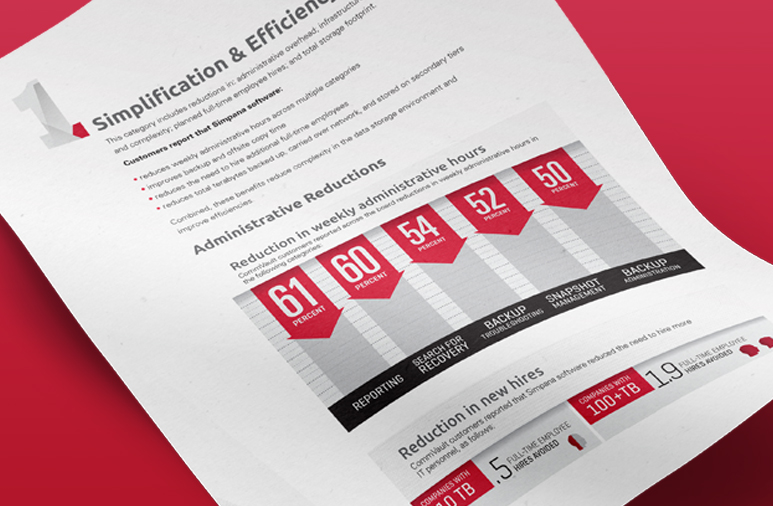 1
Simplification & Efficiency
This category includes reductions in: administrative overhead, infrastructure
and complexity; planned full-time employee hires; and total storage footprint.
Customers report that Simpana software:
• reduces weekly administrative hours across multiple categories
• improves backup and offsite copy time
• reduces the need to hire additional full-time employees
• reduces total terabytes backed up, carried over network, and stored on secondary tiers
Combined, these benefits reduce complexity in the data storage environment and
improve efficiencies.
Administrative Reductions
Reduction in weekly administrative hours
CommVault customers reported across the board reductions in weekly administrative hours in
the following categories:
61
PERCENT
60
PERCENT
54
PERCENT
52
PERCENT
50
PERCENT
REPORTING
SEARCH FOR
RECOVERY
BACKUP
TROUBLESHOOTING
SNAPSHOT
MANAGEMENT
BACKUP
ADMINISTRATION
Reduction in new hires
CommVault customers reported that Simpana software reduced the need to hire more
IT personnel, as follows:
COMPANIES WITH
10 TB
.5
FULL-TIME EMPLOYEE
HIRES AVOIDED
COMPANIES WITH
100+TB
1.9
FULL-TIME EMPLOYEE
HIRES AVOIDED